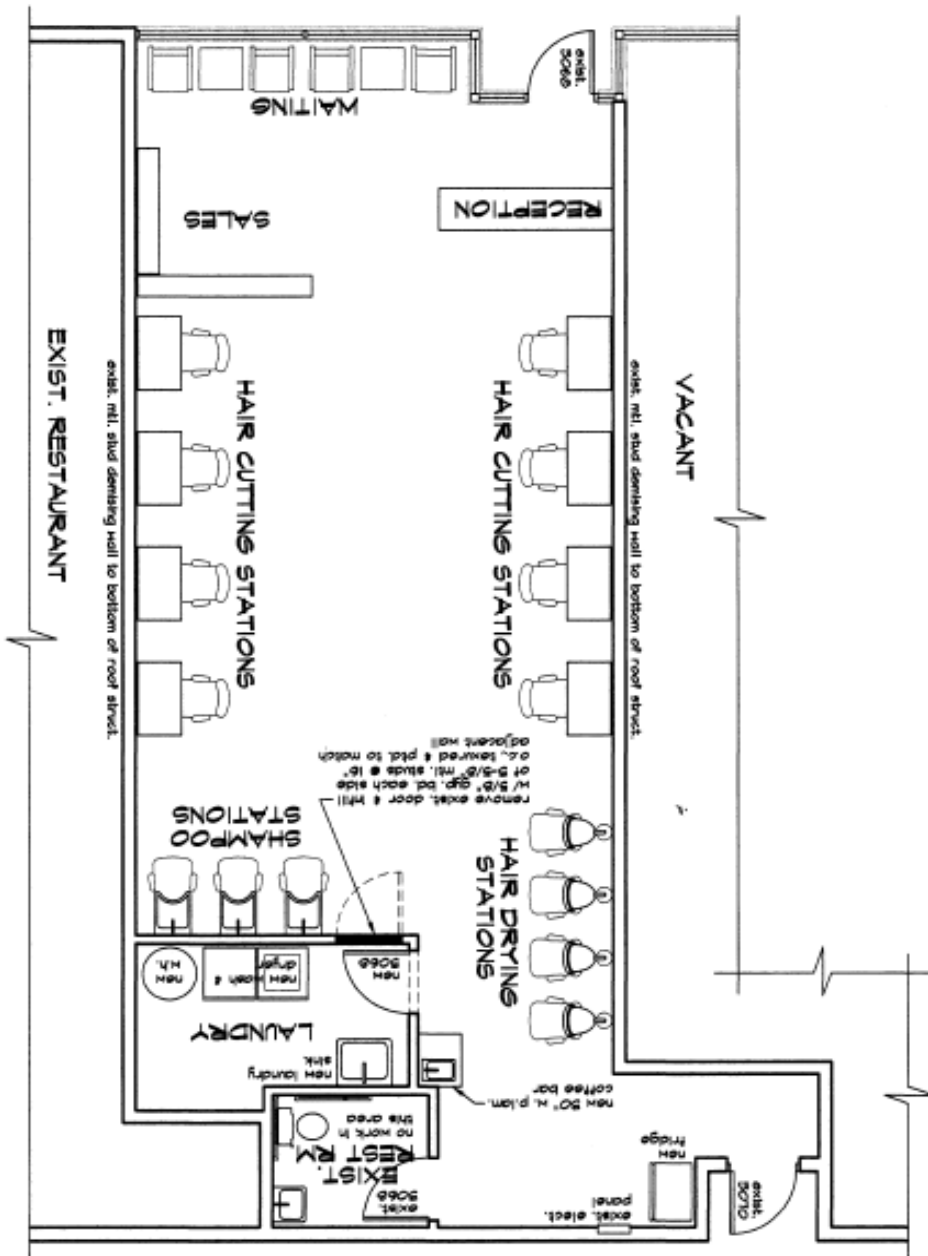 exist.
3068
WAITING
SALES
RECEPTION
EXIST. RESTAURANT
exist. mtl. stud demising wall to bottom of roof struct.
HAIR CUTTING STATIONS
HAIR CUTTING STATIONS
exist. mtl. stud demising wall to bottom of roof struct.
VACANT
remove exist. door & infill
w/ 5/8" gyp. bd. each side
of 3-5/8" mtl. studs @ 16"
o.c., textured & ptd. to match
adjacent wall
SHAMPOO
STATIONS
HAIR DRYING
STATIONS
new
w.h.
new wash &
dryer
new
3068
LAUNDRY
new laundry
sink
new 30" w. p.lam.
coffee bar
no work in
this area
EXIST.
REST RM
exist.
3068
new
fridge
exist. elect.
panel
exist.
3070